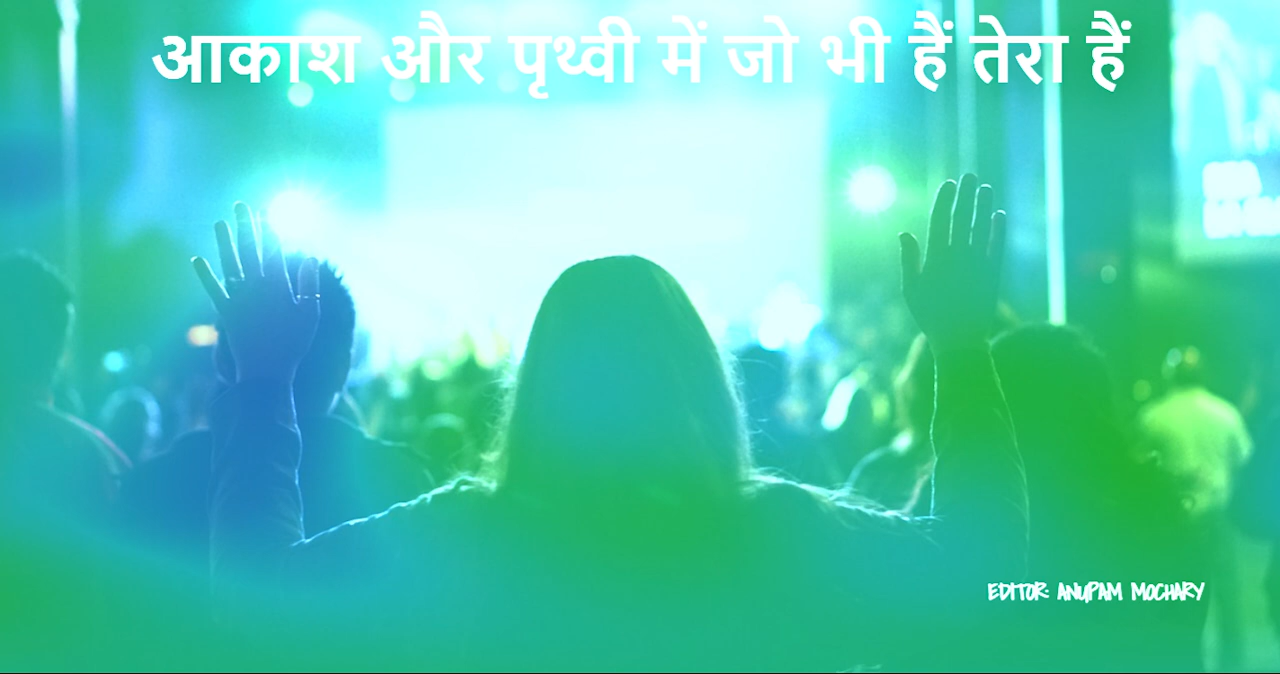 आकाश और पृथ्वी में जो भी हैं तेरा हैं
EDITOR: ANUPAM MOCHARY